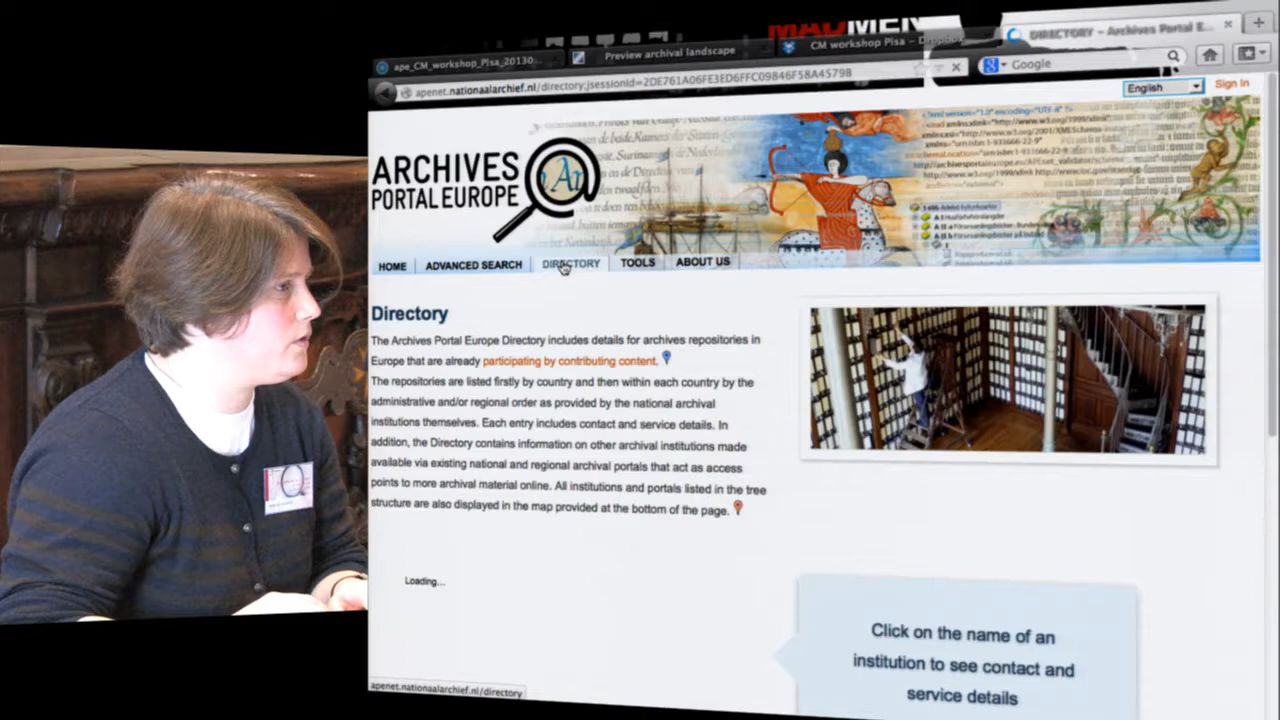 MADMEN
DIRECTORY – Archives Portal E...
ape_CM_workshop_Pisa_20130...
Preview archival landscape
CM workshop Pisa – Dropbox
apenet.nationaalarchief.nl/directory;jsessionid=2DE761A06FE3ED6FFC09846F58A45798
Google
English
Sign In
ARCHIVES
PORTAL EUROPE
HOME
ADVANCED SEARCH
DIRECTORY
TOOLS
ABOUT US
Directory
The Archives Portal Europe Directory includes details for archives repositories in
Europe that are already participating by contributing content.
The repositories are listed firstly by country and then within each country by the
administrative and/or regional order as provided by the national archival
institutions themselves. Each entry includes contact and service details. In
addition, the Directory contains information on other archival institutions made
available via existing national and regional archival portals that act as access
points to more archival material online. All institutions and portals listed in the tree
structure are also displayed in the map provided at the bottom of the page.
Loading...
Click on the name of an
institution to see contact and
service details
apenet.nationaalarchief.nl/directory